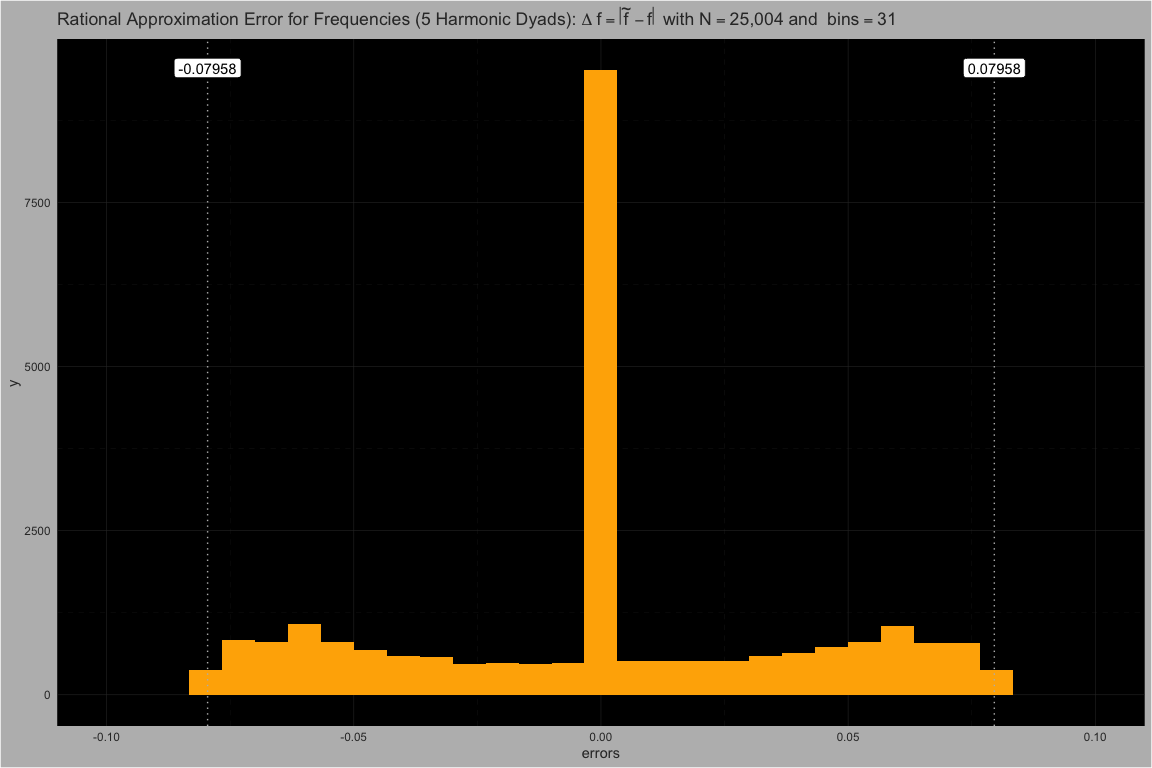 Rational Approximation Error for Frequencies (5 Harmonic Dyads): Δ f = |f̃ − f| with N = 25,004 and bins = 31
-0.07958 0.07958
7500
5000
y
2500
0
-0.10 -0.05 0.00 0.05 0.10
errors